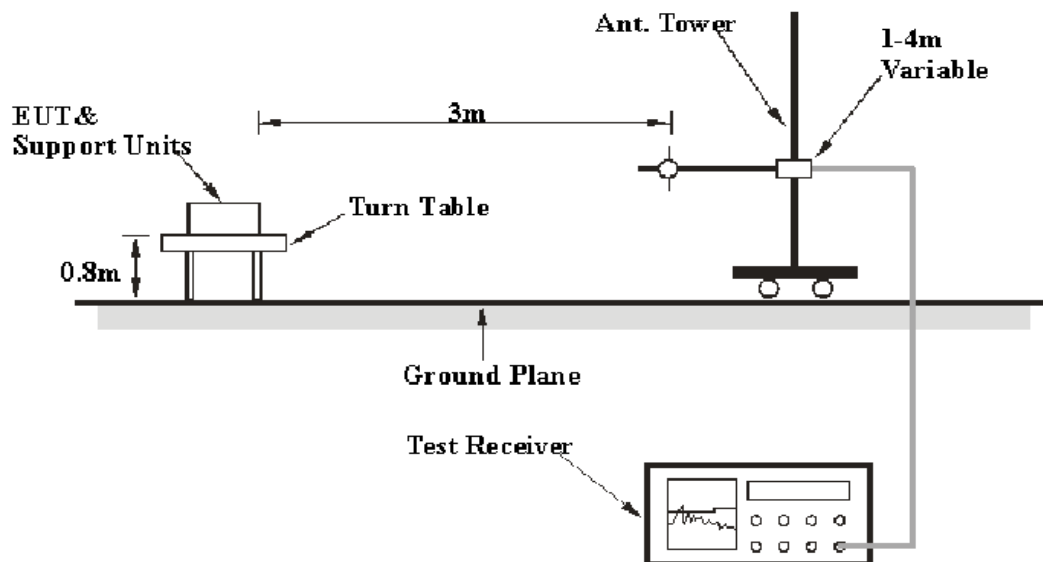 Ant. Tower
1-4m
Variable
3m
EUT&
Support Units
Turn Table
0.8m
Ground Plane
Test Receiver